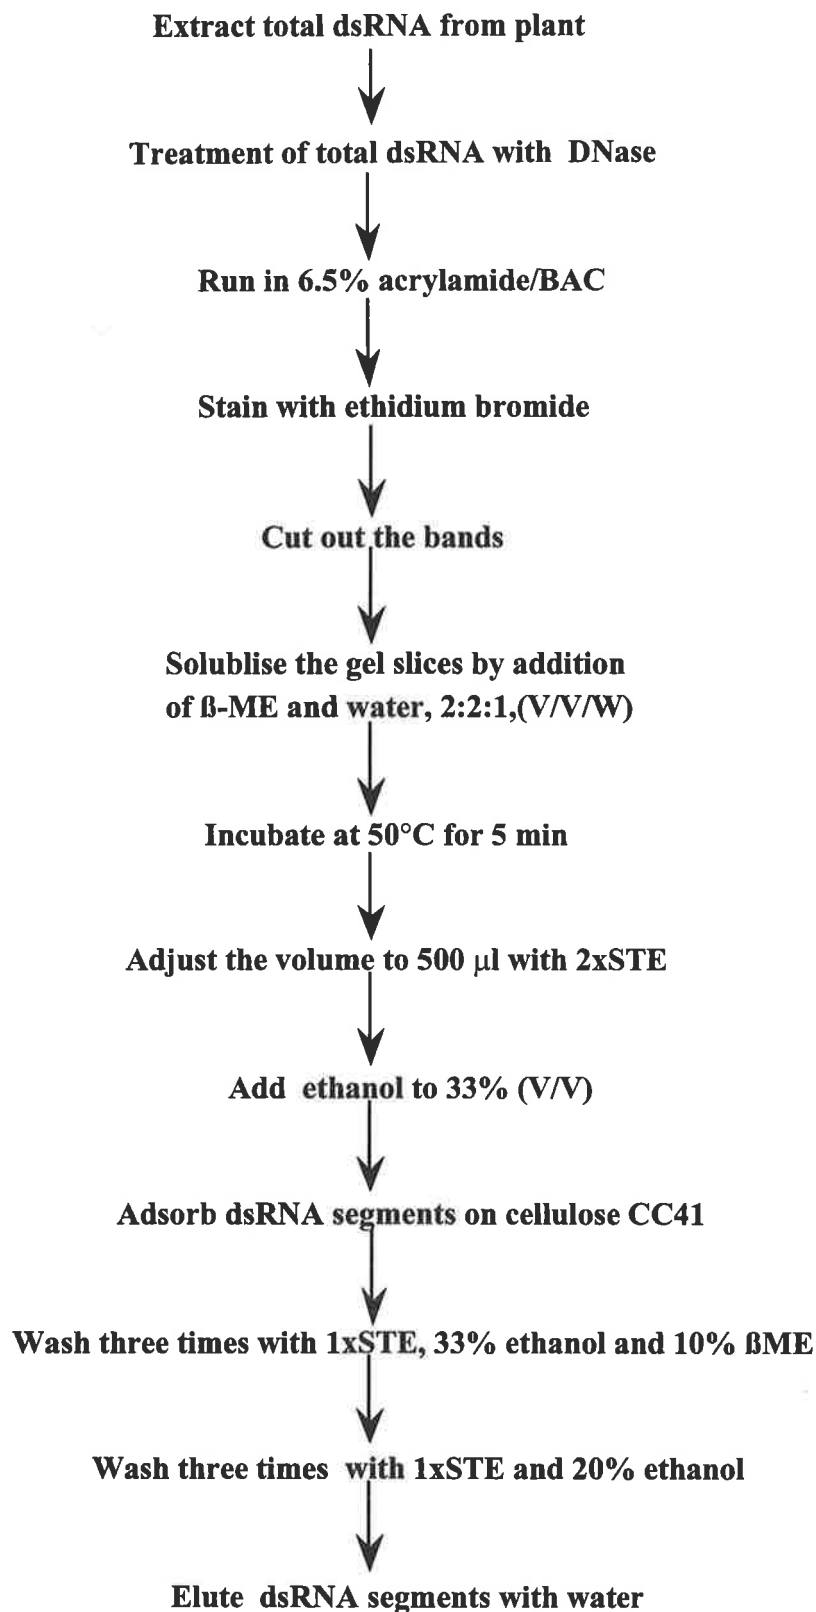 Extract total dsRNA from plant
Treatment of total dsRNA with DNase
Run in 6.5% acrylamide/BAC
Stain with ethidium bromide
Cut out the bands
Solublise the gel slices by addition
of ß-ME and water, 2:2:1,(V/V/W)
Incubate at 50°C for 5 min
Adjust the volume to 500 µl with 2xSTE
Add ethanol to 33% (V/V)
Adsorb dsRNA segments on cellulose CC41
Wash three times with 1xSTE, 33% ethanol and 10% ßME
Wash three times with 1xSTE and 20% ethanol
Elute dsRNA segments with water